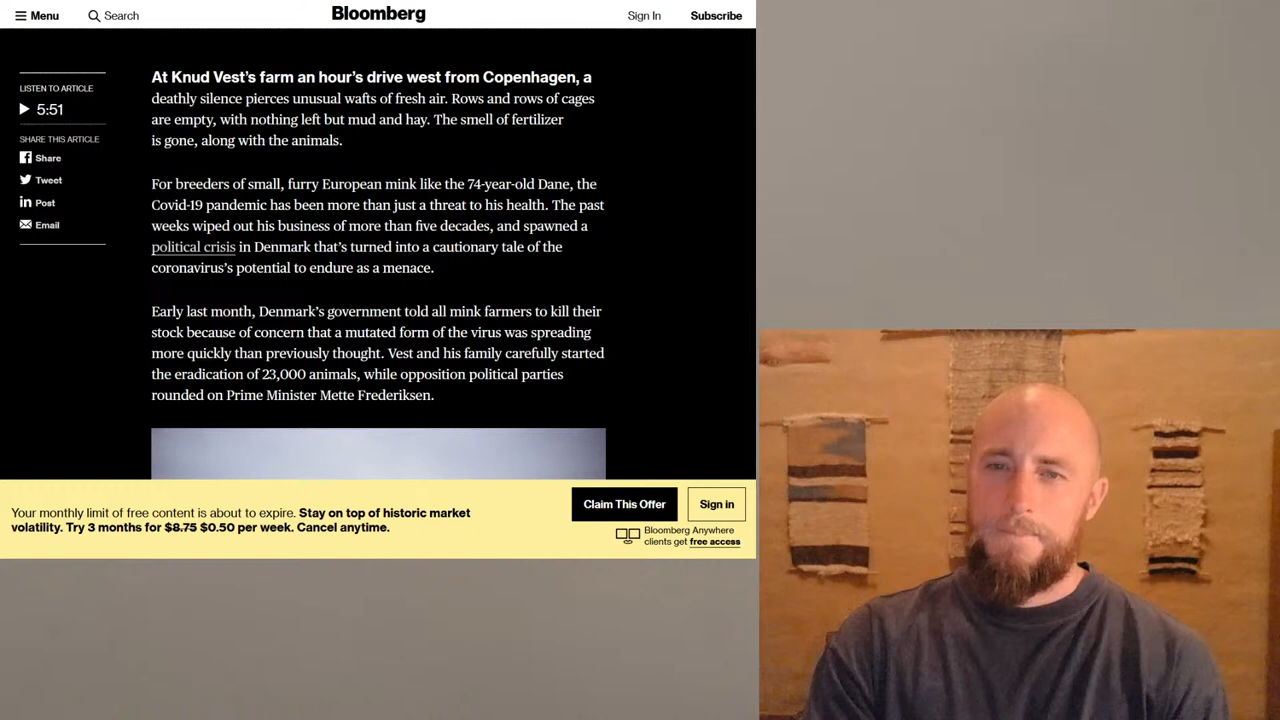 Menu
Search
Bloomberg
Sign In
Subscribe
LISTEN TO ARTICLE
5:51
SHARE THIS ARTICLE
Share
Tweet
Post
Email
At Knud Vest’s farm an hour’s drive west from Copenhagen, a
deathly silence pierces unusual wafts of fresh air. Rows and rows of cages
are empty, with nothing left but mud and hay. The smell of fertilizer
is gone, along with the animals.
For breeders of small, furry European mink like the 74-year-old Dane, the
Covid-19 pandemic has been more than just a threat to his health. The past
weeks wiped out his business of more than five decades, and spawned a
political crisis in Denmark that’s turned into a cautionary tale of the
coronavirus’s potential to endure as a menace.
Early last month, Denmark’s government told all mink farmers to kill their
stock because of concern that a mutated form of the virus was spreading
more quickly than previously thought. Vest and his family carefully started
the eradication of 23,000 animals, while opposition political parties
rounded on Prime Minister Mette Frederiksen.
Your monthly limit of free content is about to expire. Stay on top of historic market
volatility. Try 3 months for $8.75 $0.50 per week. Cancel anytime.
Claim This Offer
Sign in
Bloomberg Anywhere
clients get free access